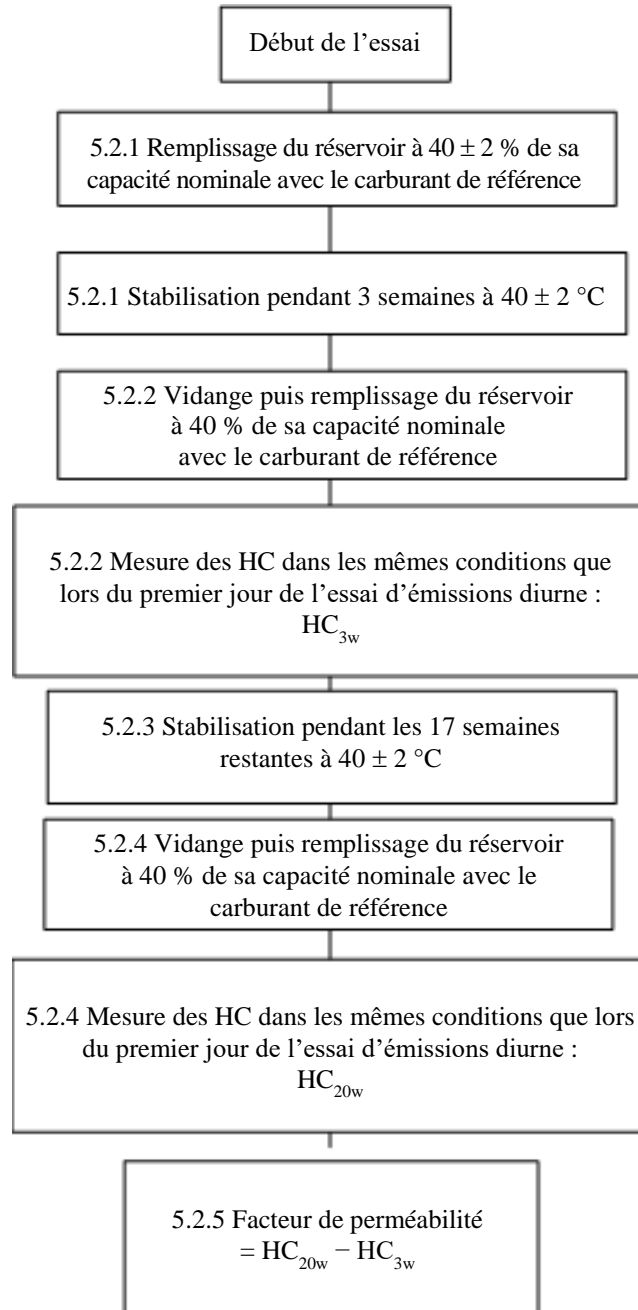 Début de l’essai
5.2.1 Remplissage du réservoir à 40 ± 2 % de sa
capacité nominale avec le carburant de référence
5.2.1 Stabilisation pendant 3 semaines à 40 ± 2 °C
5.2.2 Vidange puis remplissage du réservoir
à 40 % de sa capacité nominale
avec le carburant de référence
5.2.2 Mesure des HC dans les mêmes conditions que
lors du premier jour de l’essai d’émissions diurne :
HC3w
5.2.3 Stabilisation pendant les 17 semaines
restantes à 40 ± 2 °C
5.2.4 Vidange puis remplissage du réservoir
à 40 % de sa capacité nominale avec le
carburant de référence
5.2.4 Mesure des HC dans les mêmes conditions que lors
du premier jour de l’essai d’émissions diurne :
HC20w
5.2.5 Facteur de perméabilité
= HC20w − HC3w